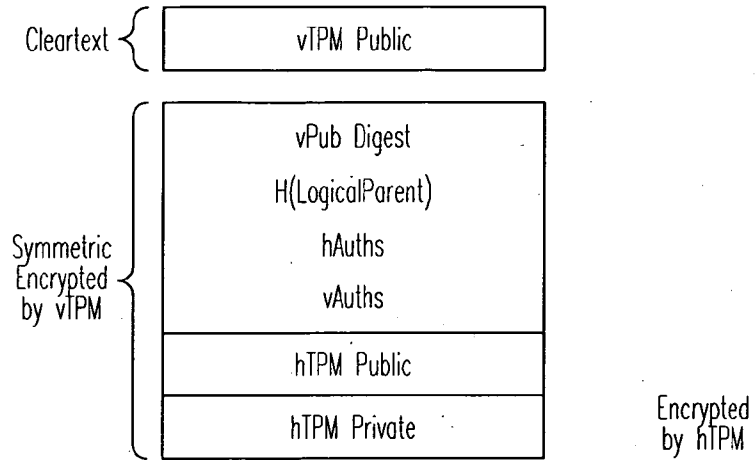 Cleartext
vTPM Public
vPub Digest
H(LogicalParent)
hAuths
vAuths
Symmetric
Encrypted
by vTPM
hTPM Public
hTPM Private
Encrypted
by hTPM